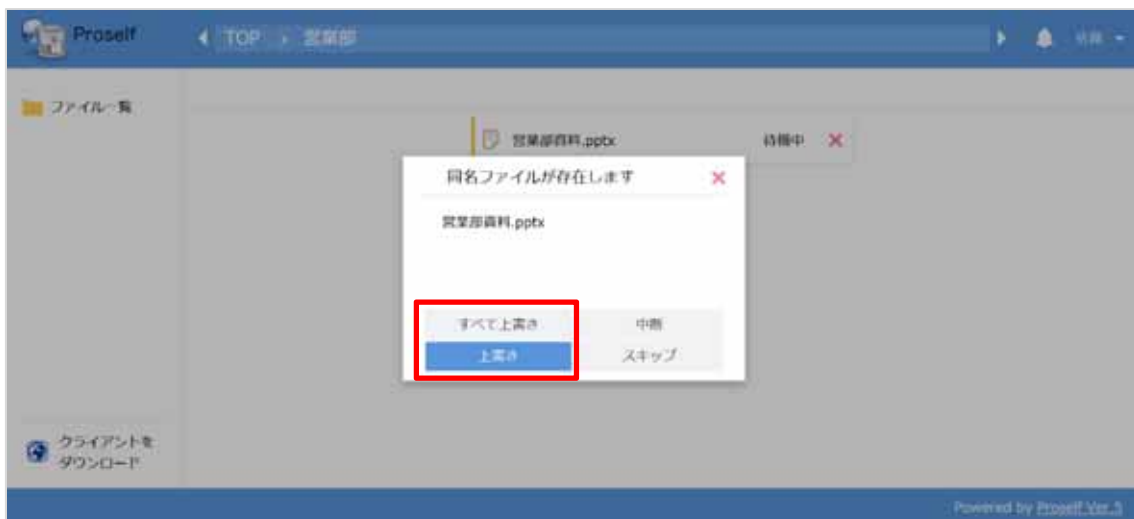 Proself
TOP 営業部
ファイル一覧
営業部資料.pptx 待機中
同名ファイルが存在します
営業部資料.pptx
すべて上書き 中断
上書き スキップ
クライアントを
ダウンロード
Powered by Proself Ver.5